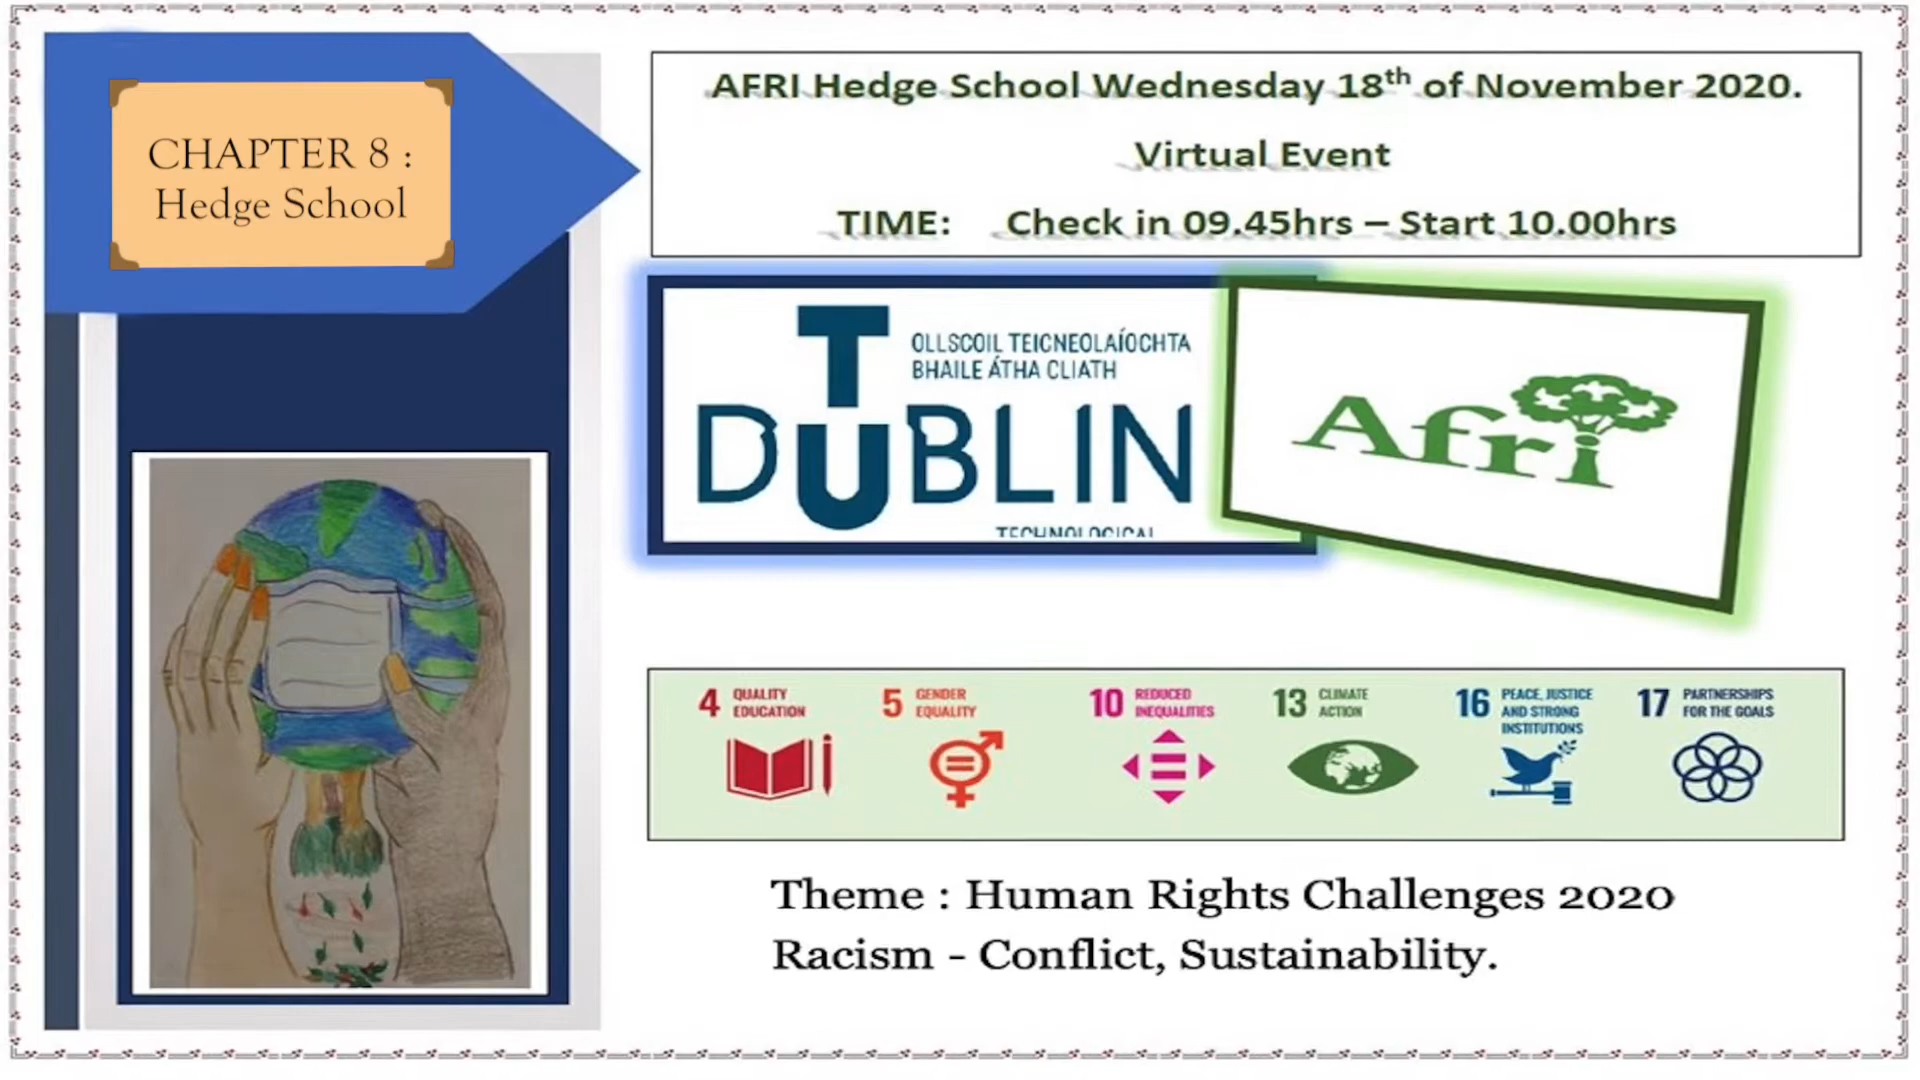 CHAPTER 8 :
Hedge School
AFRI Hedge School Wednesday 18th of November 2020.
Virtual Event
TIME: Check in 09.45hrs – Start 10.00hrs
OLLSCOIL TEICNEOLAÍOCHTA
BHAILE ÁTHA CLIATH
TU
DUBLIN
TECHNOLOGICAL
Afri
4 QUALITY
EDUCATION
5 GENDER
EQUALITY
10 REDUCED
INEQUALITIES
13 CLIMATE
ACTION
16 PEACE, JUSTICE
AND STRONG
INSTITUTIONS
17 PARTNERSHIPS
FOR THE GOALS
Theme : Human Rights Challenges 2020
Racism - Conflict, Sustainability.